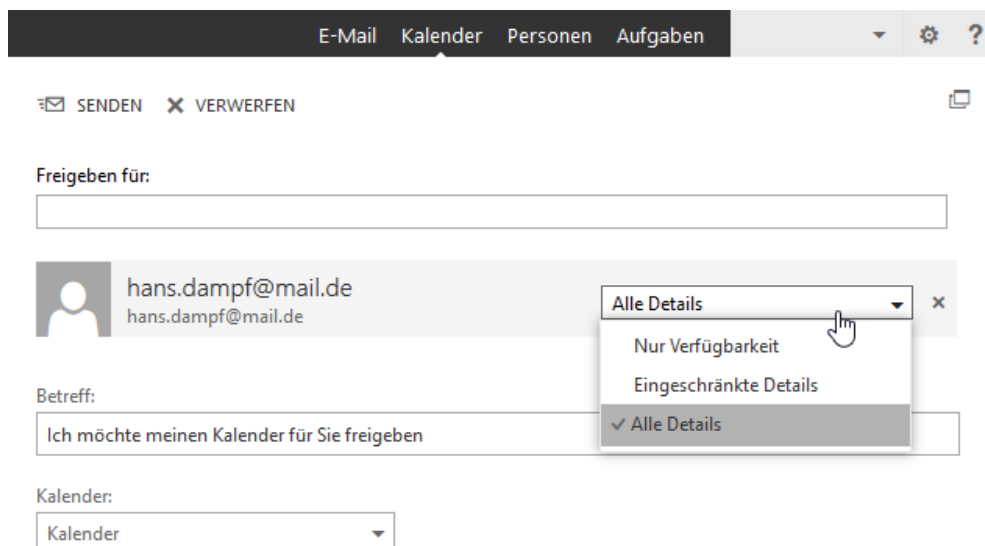 E-Mail Kalender Personen Aufgaben ?
SENDEN VERWERFEN
Freigeben für:
hans.dampf@mail.de
hans.dampf@mail.de
Alle Details
Nur Verfügbarkeit
Eingeschränkte Details
Alle Details
Betreff:
Ich möchte meinen Kalender für Sie freigeben
Kalender:
Kalender